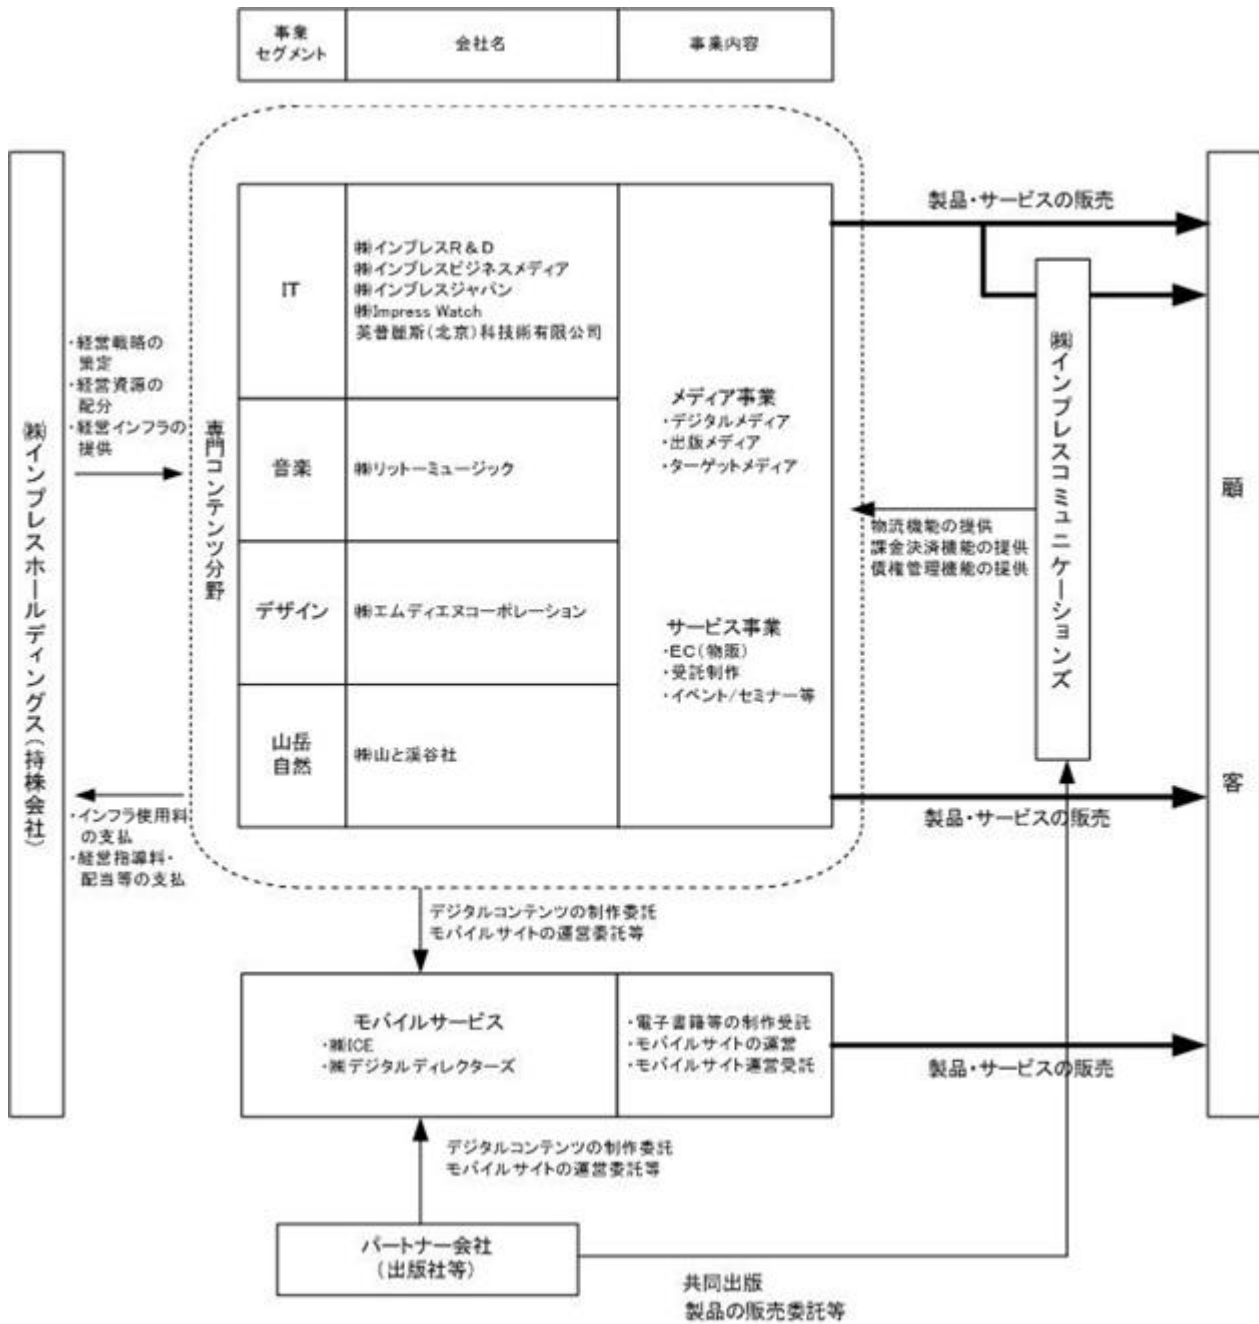 事業
セグメント
会社名
事業内容
㈱インプレスホールディングス(持株会社)
・経営戦略の
策定
・経営資源の
配分
・経営インフラの
提供
・インフラ使用料
の支払
・経営指導料・
配当等の支払
専門コンテンツ分野
IT
㈱インプレスR&D
㈱インプレスビジネスメディア
㈱インプレスジャパン
㈱Impress Watch
英普麗斯(北京)科技術有限公司
音楽
㈱リットーミュージック
デザイン
㈱エムディエヌコーポレーション
山岳
自然
㈱山と溪谷社
メディア事業
・デジタルメディア
・出版メディア
・ターゲットメディア
サービス事業
・EC(物販)
・受託制作
・イベント/セミナー等
製品・サービスの販売
㈱インプレスコミュニケーションズ
物流機能の提供
課金決済機能の提供
債権管理機能の提供
製品・サービスの販売
顧客
デジタルコンテンツの制作委託
モバイルサイトの運営委託等
モバイルサービス
・㈱ICE
・㈱デジタルディレクターズ
・電子書籍等の制作受託
・モバイルサイトの運営
・モバイルサイト運営受託
製品・サービスの販売
デジタルコンテンツの制作委託
モバイルサイトの運営委託等
パートナー会社
(出版社等)
共同出版
製品の販売委託等